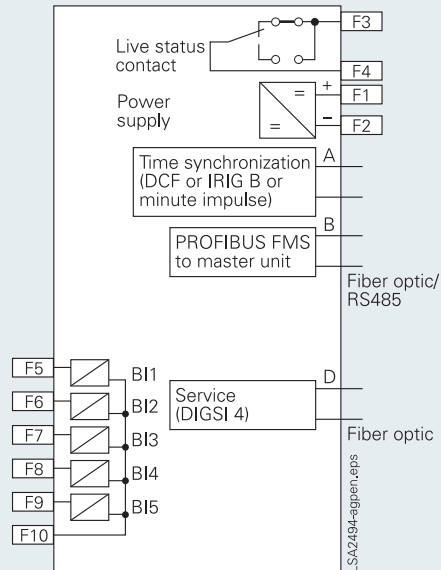 F3
Live status
contact
F4
Power
supply
=
=
+
F1
–
F2
Time synchronization
(DCF or IRIG B or
minute impulse)
A
PROFIBUS FMS
to master unit
B
Fiber optic/
RS485
F5
BI1
F6
BI2
F7
BI3
F8
BI4
F9
BI5
F10
Service
(DIGSI 4)
D
Fiber optic
LSA2494-agpen.eps